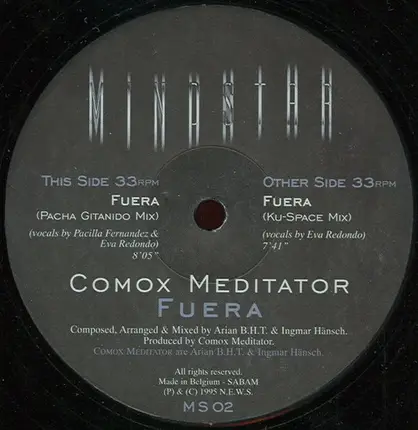 MINDSTAR
THIS SIDE 33RPM
FUERA
(PACHA GITANIDO MIX)
(vocals by Pacilla Fernandez &
Eva Redondo)
8'05"
OTHER SIDE 33RPM
FUERA
(KU-SPACE MIX)
(vocals by Eva Redondo)
7'41"
COMOX MEDITATOR
FUERA
Composed, Arranged & Mixed by Arian B.H.T. & Ingmar Hänsch.
Produced by Comox Meditator.
COMOX MEDITATOR are Arian B.H.T. & Ingmar Hänsch.
All rights reserved.
Made in Belgium - SABAM
(P) & (C) 1995 N.E.W.S.
MS 02